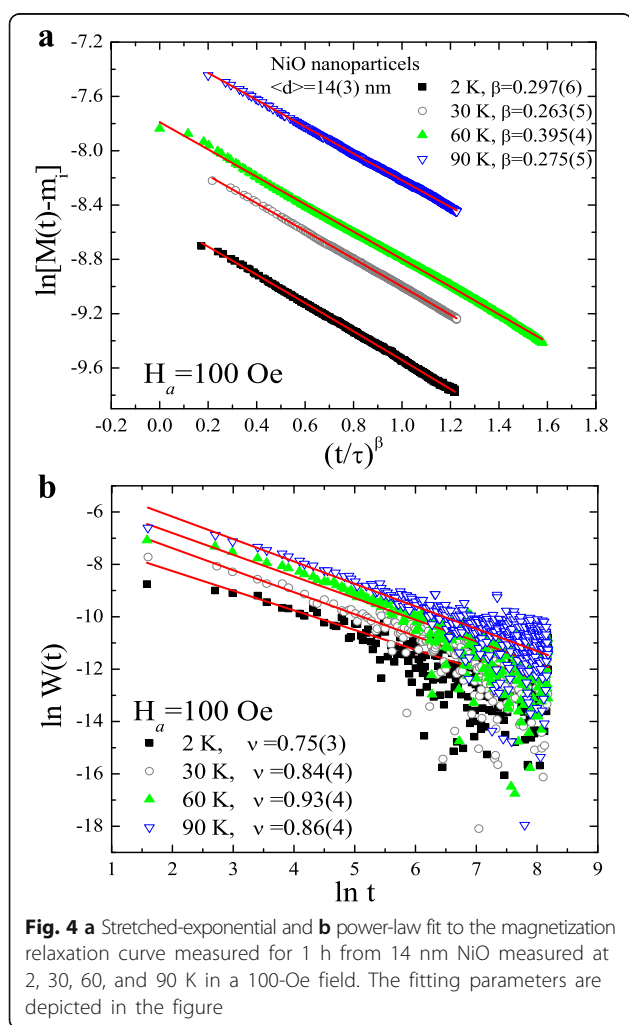 a
-7.2
-7.6
-8.0
-8.4
-8.8
-9.2
-9.6
ln[M(t)-m_i]
NiO nanoparticels
<d>=14(3) nm
2 K, β=0.297(6)
30 K, β=0.263(5)
60 K, β=0.395(4)
90 K, β=0.275(5)
H_a=100 Oe
-0.2 0.0 0.2 0.4 0.6 0.8 1.0 1.2 1.4 1.6 1.8
(t/τ)^β
b
-6
-8
-10
-12
-14
-16
-18
ln W(t)
H_a=100 Oe
2 K, ν=0.75(3)
30 K, ν=0.84(4)
60 K, ν=0.93(4)
90 K, ν=0.86(4)
1 2 3 4 5 6 7 8 9
ln t
Fig. 4 a Stretched-exponential and b power-law fit to the magnetization
relaxation curve measured for 1 h from 14 nm NiO measured at
2, 30, 60, and 90 K in a 100-Oe field. The fitting parameters are
depicted in the figure